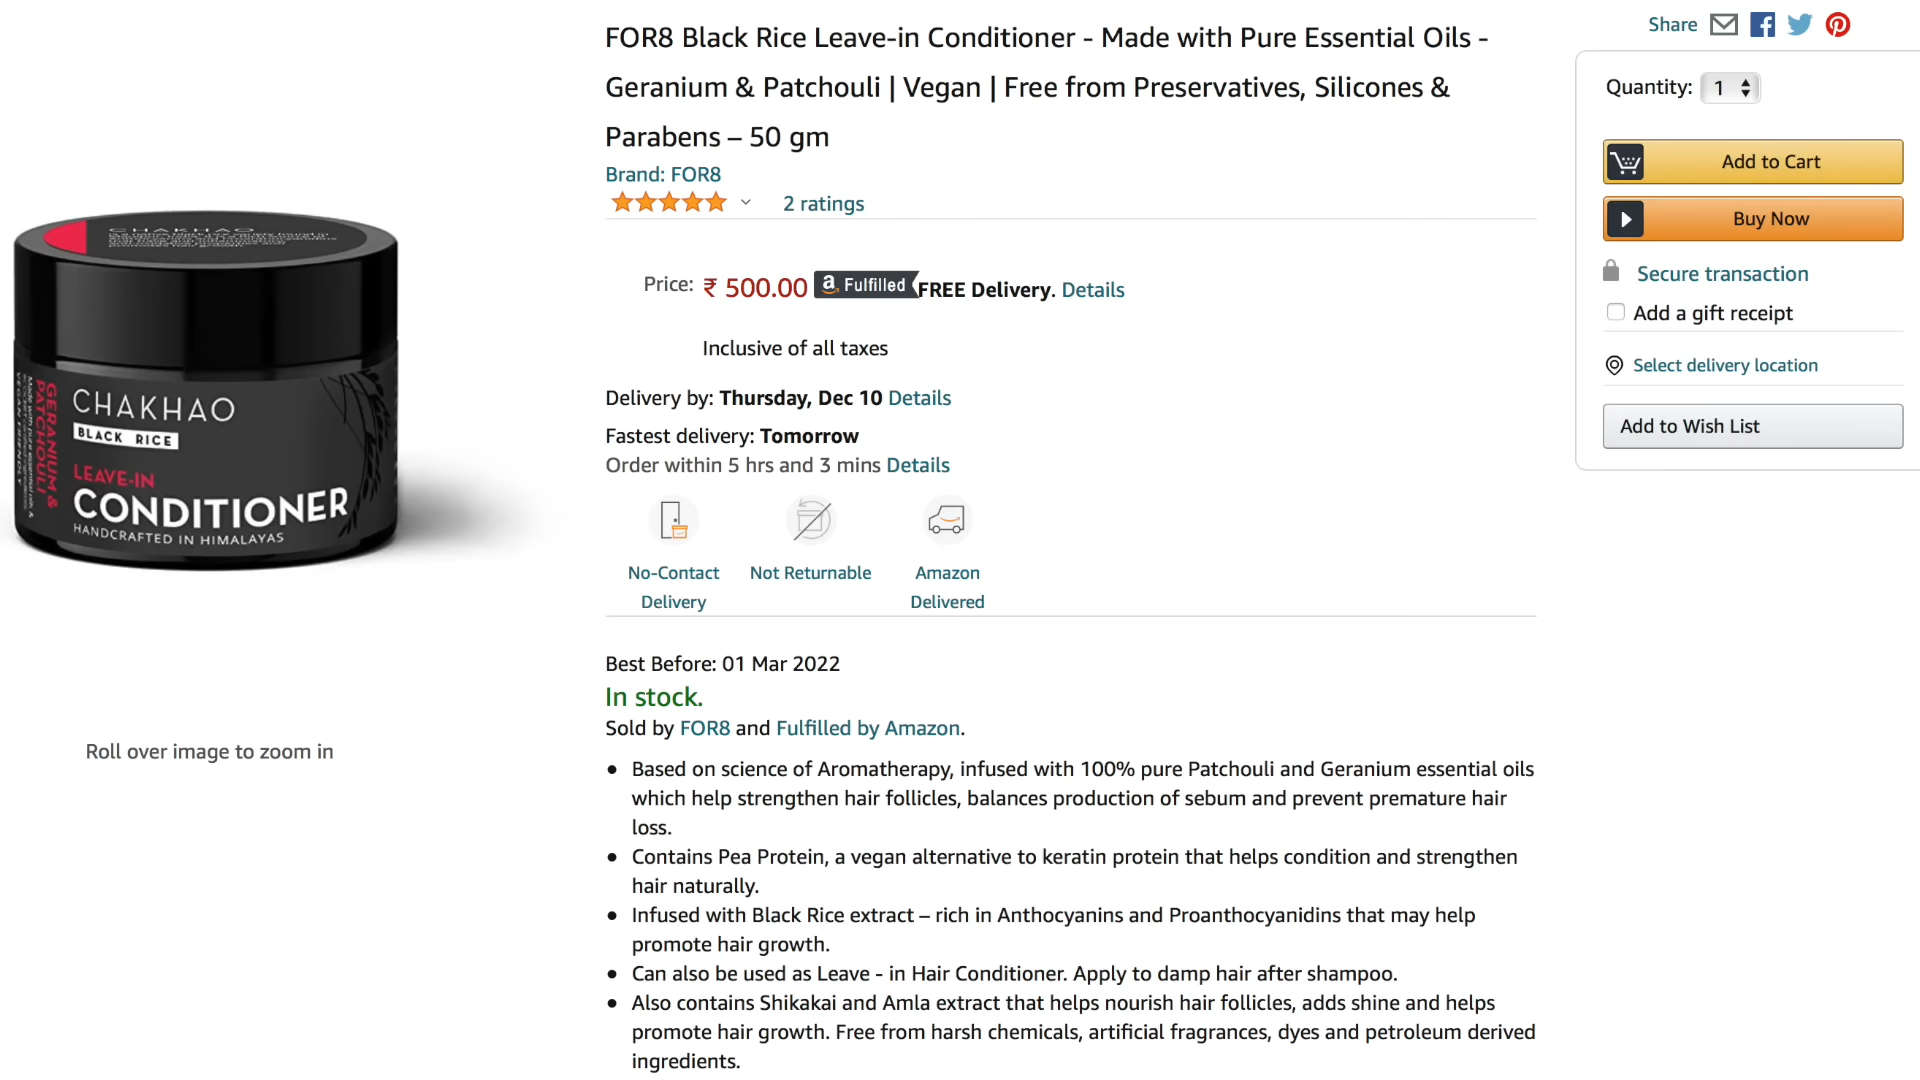 FOR8 Black Rice Leave-in Conditioner - Made with Pure Essential Oils -
Geranium & Patchouli | Vegan | Free from Preservatives, Silicones &
Parabens – 50 gm
Brand: FOR8
2 ratings
Price: ₹ 500.00 a Fulfilled FREE Delivery. Details
Inclusive of all taxes
Delivery by: Thursday, Dec 10 Details
Fastest delivery: Tomorrow
Order within 5 hrs and 3 mins Details
No-Contact
Delivery
Not Returnable
Amazon
Delivered
Best Before: 01 Mar 2022
In stock.
Sold by FOR8 and Fulfilled by Amazon.
• Based on science of Aromatherapy, infused with 100% pure Patchouli and Geranium essential oils
which help strengthen hair follicles, balances production of sebum and prevent premature hair
loss.
• Contains Pea Protein, a vegan alternative to keratin protein that helps condition and strengthen
hair naturally.
• Infused with Black Rice extract – rich in Anthocyanins and Proanthocyanidins that may help
promote hair growth.
• Can also be used as Leave - in Hair Conditioner. Apply to damp hair after shampoo.
• Also contains Shikakai and Amla extract that helps nourish hair follicles, adds shine and helps
promote hair growth. Free from harsh chemicals, artificial fragrances, dyes and petroleum derived
ingredients.
CHAKHAO
CHAKHAO
BLACK RICE
LEAVE-IN
CONDITIONER
HANDCRAFTED IN HIMALAYAS
GERANIUM &
PATCHOULI
Roll over image to zoom in
Share
Quantity: 1
Add to Cart
Buy Now
Secure transaction
Add a gift receipt
Select delivery location
Add to Wish List